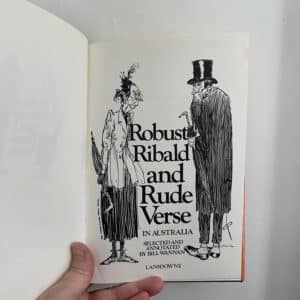 Robust
Ribald
and
Rude
Verse
IN AUSTRALIA
SELECTED AND
ANNOTATED
BY BILL WANNAN
LANSDOWNE